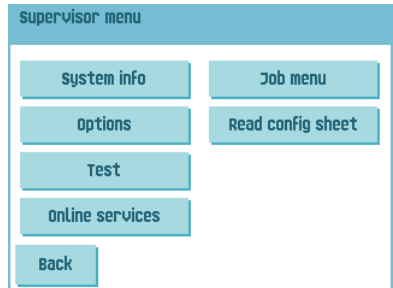 Supervisor menu
System info
Job menu
Options
Read config sheet
Test
Online services
Back